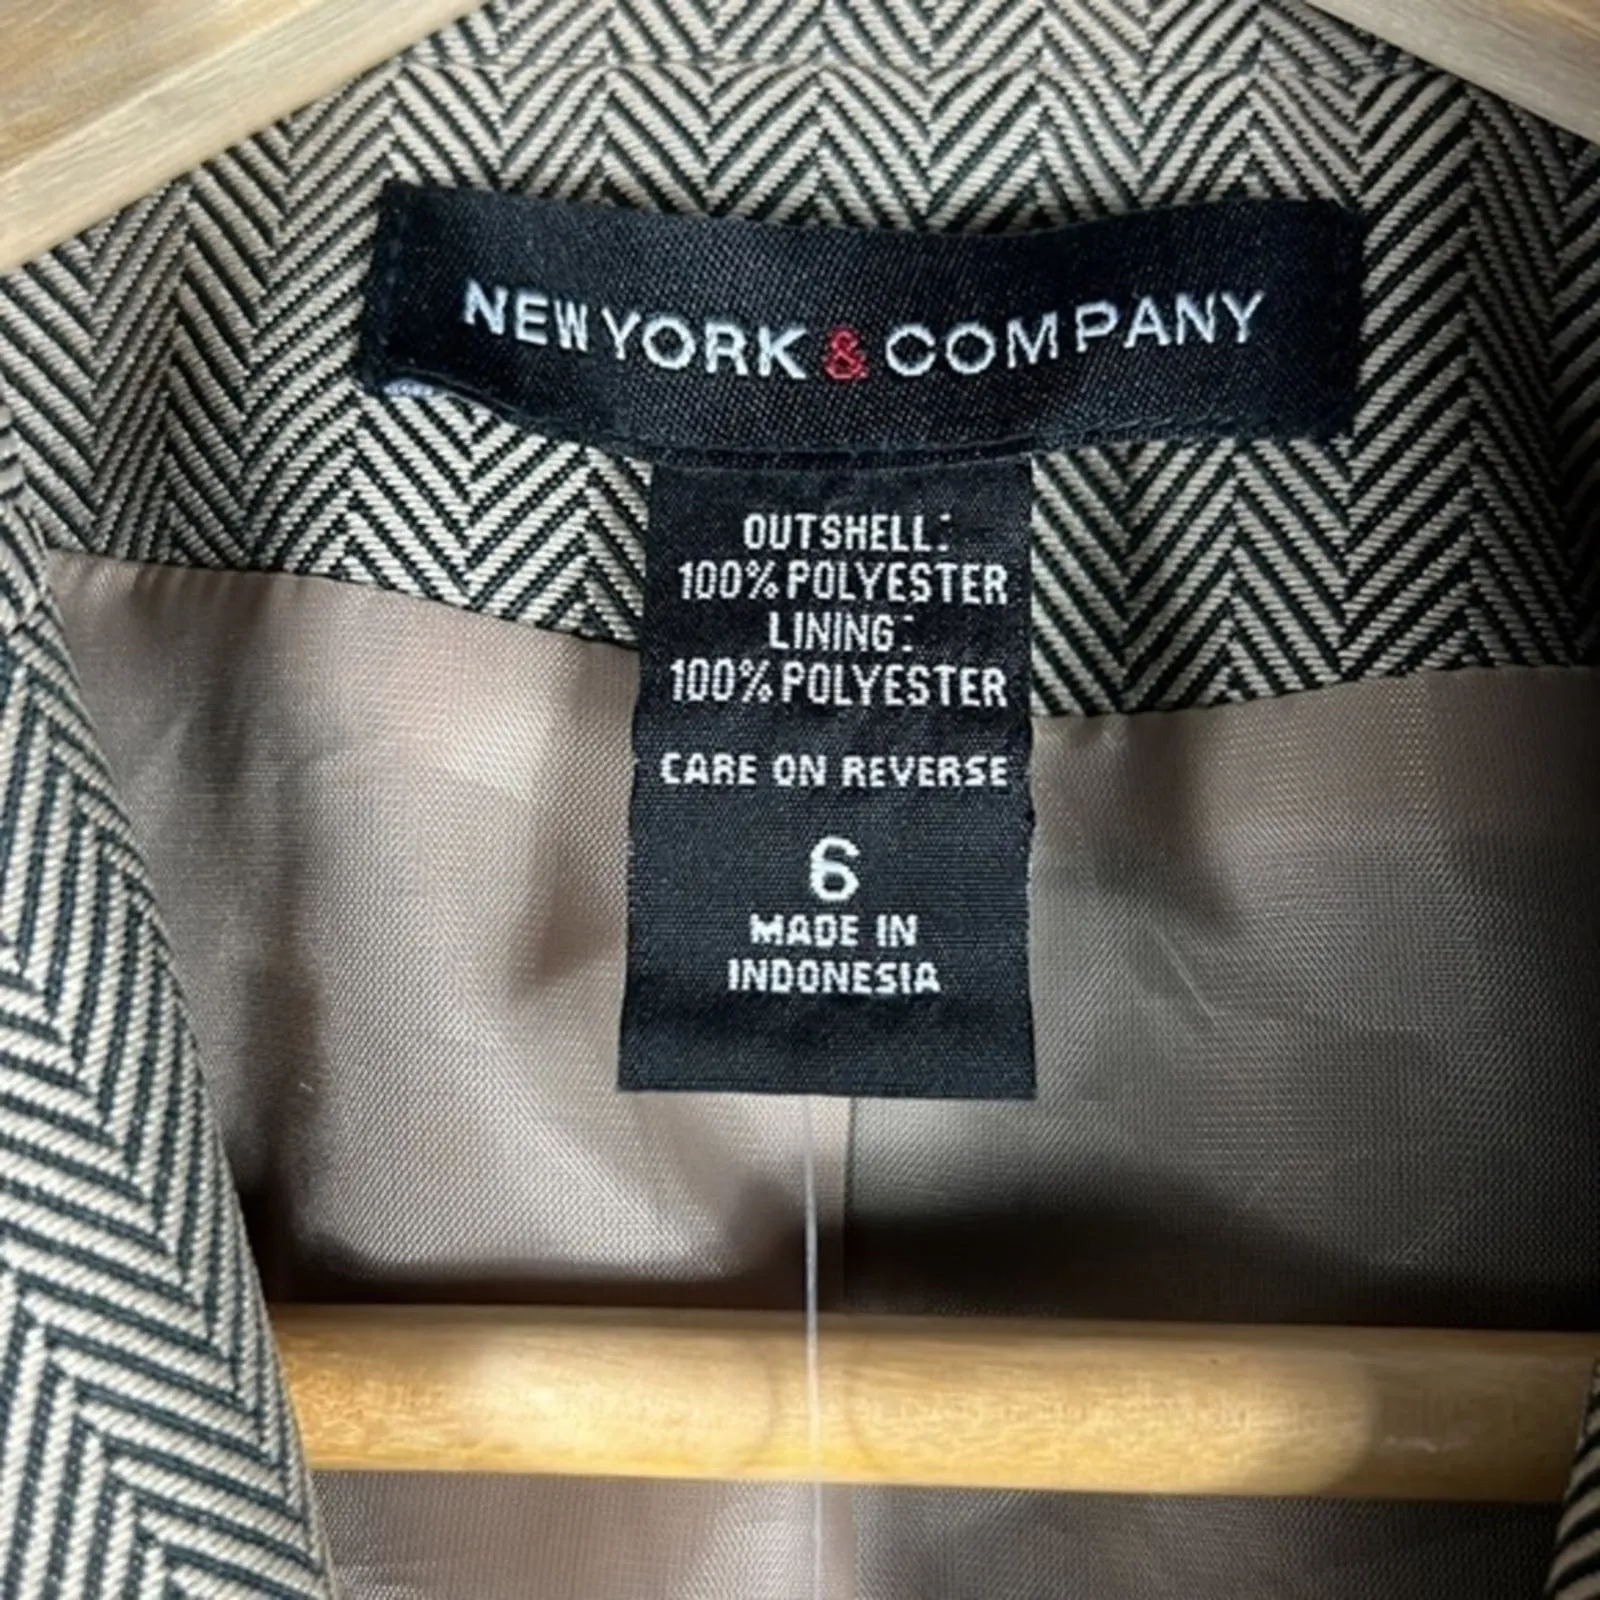 NEW YORK & COMPANY
OUTSHELL:
100% POLYESTER
LINING:
100% POLYESTER
CARE ON REVERSE
6
MADE IN
INDONESIA